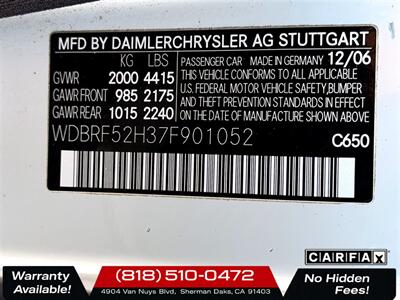 MFD BY DAIMLERCHRYSLER AG STUTTGART
KG LBS
GVWR 2000 4415
GAWR FRONT 985 2175
GAWR REAR 1015 2240
PASSENGER CAR MADE IN GERMANY 12/06
THIS VEHICLE CONFORMS TO ALL APPLICABLE
U.S. FEDERAL MOTOR VEHICLE SAFETY, BUMPER
AND THEFT PREVENTION STANDARDS IN EFFECT
ON THE DATE OF MANUFACTURE SHOWN ABOVE
WDBRF52H37F901052
C650
CARFAX
Warranty
Available!
(818) 510-0472
4904 Van Nuys Blvd, Sherman Oaks, CA 91403
No Hidden
Fees!